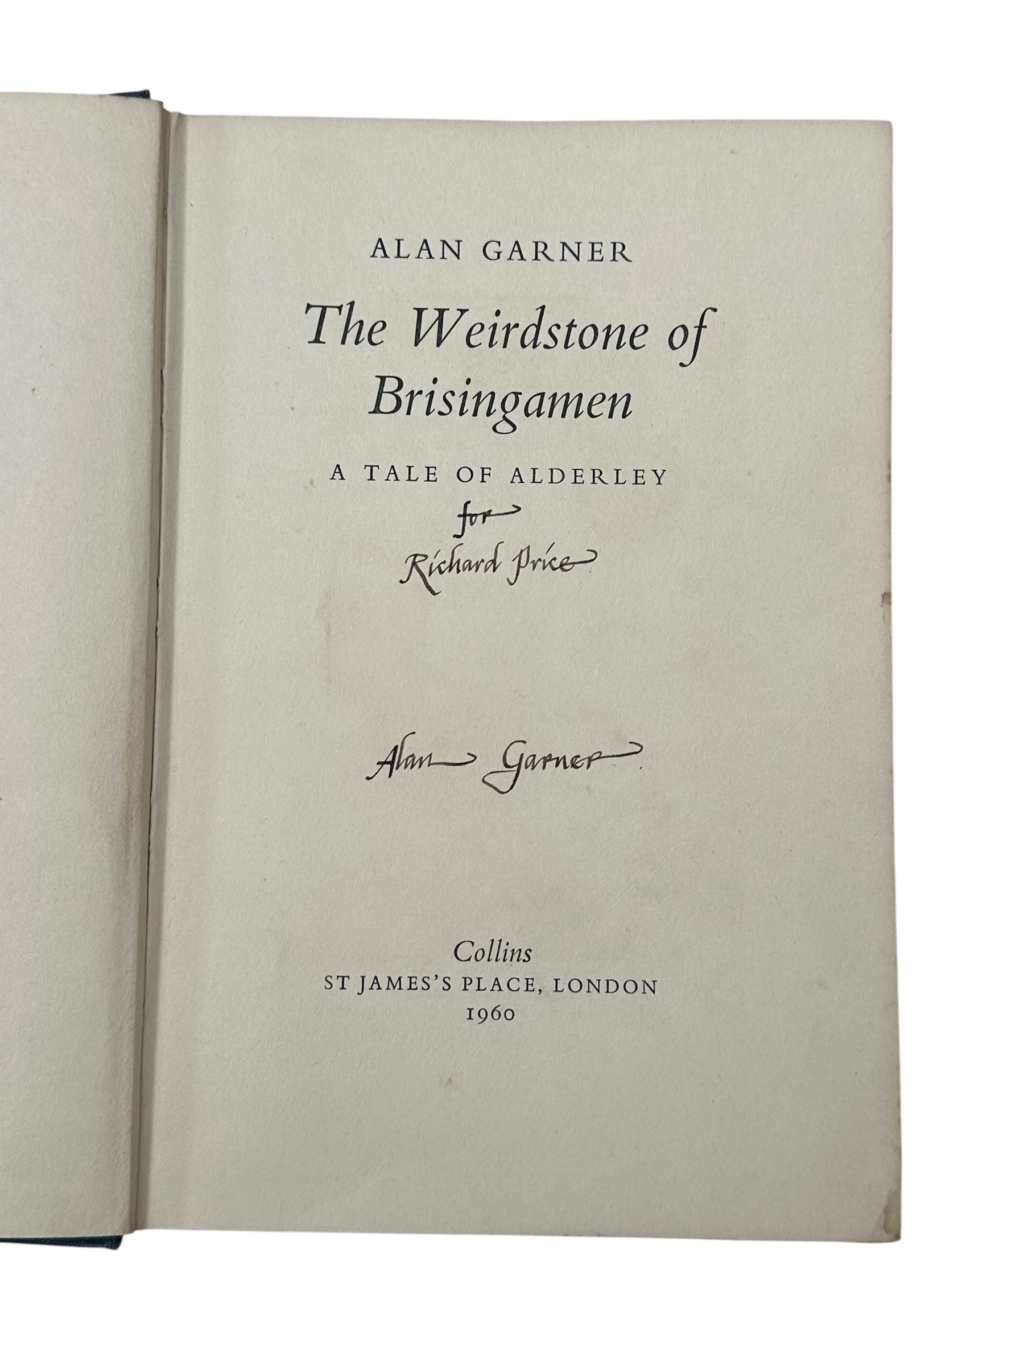 ALAN GARNER
The Weirdstone of
Brisingamen
A TALE OF ALDERLEY
for
Richard Price
Alan Garner
Collins
ST JAMES'S PLACE, LONDON
1960